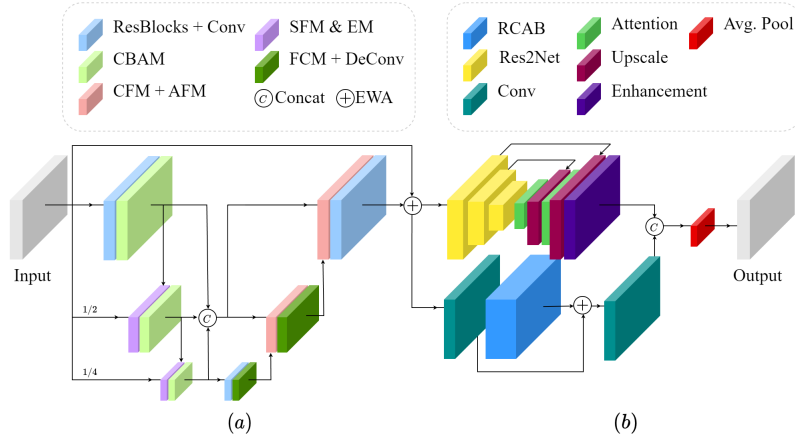 ResBlocks + Conv
SFM & EM
CBAM
FCM + DeConv
CFM + AFM
C Concat
+ EWA
RCAB
Attention
Avg. Pool
Res2Net
Upscale
Conv
Enhancement
Input
1/2
1/4
C
+
+
C
Output
(a)
(b)